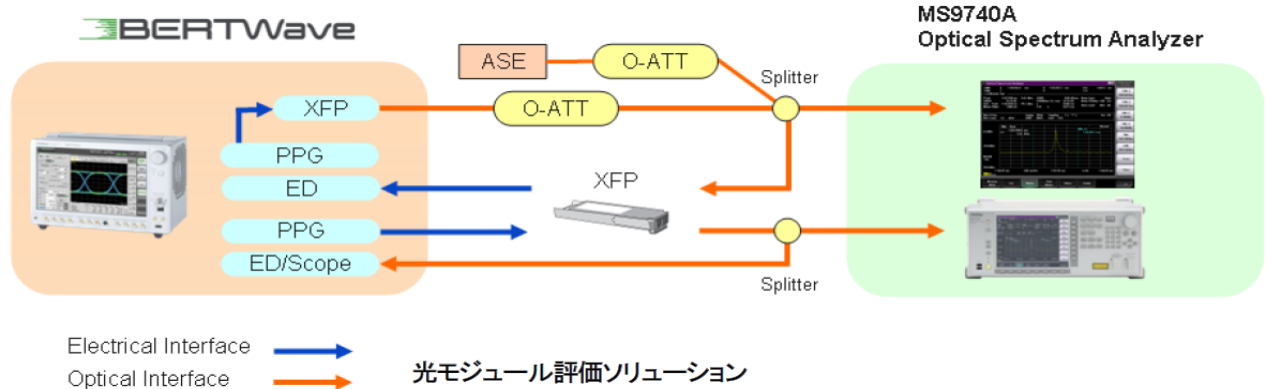 BERTWave
MS9740A
Optical Spectrum Analyzer
ASE
O-ATT
Splitter
XFP
O-ATT
PPG
ED
XFP
PPG
ED/Scope
Splitter
Electrical Interface
Optical Interface
光モジュール評価ソリューション